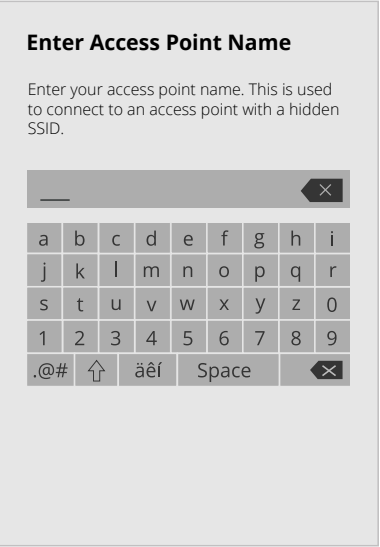 Enter Access Point Name
Enter your access point name. This is used
to connect to an access point with a hidden
SSID.
a b c d e f g h i
j k l m n o p q r
s t u v w x y z 0
1 2 3 4 5 6 7 8 9
.@# äêí Space